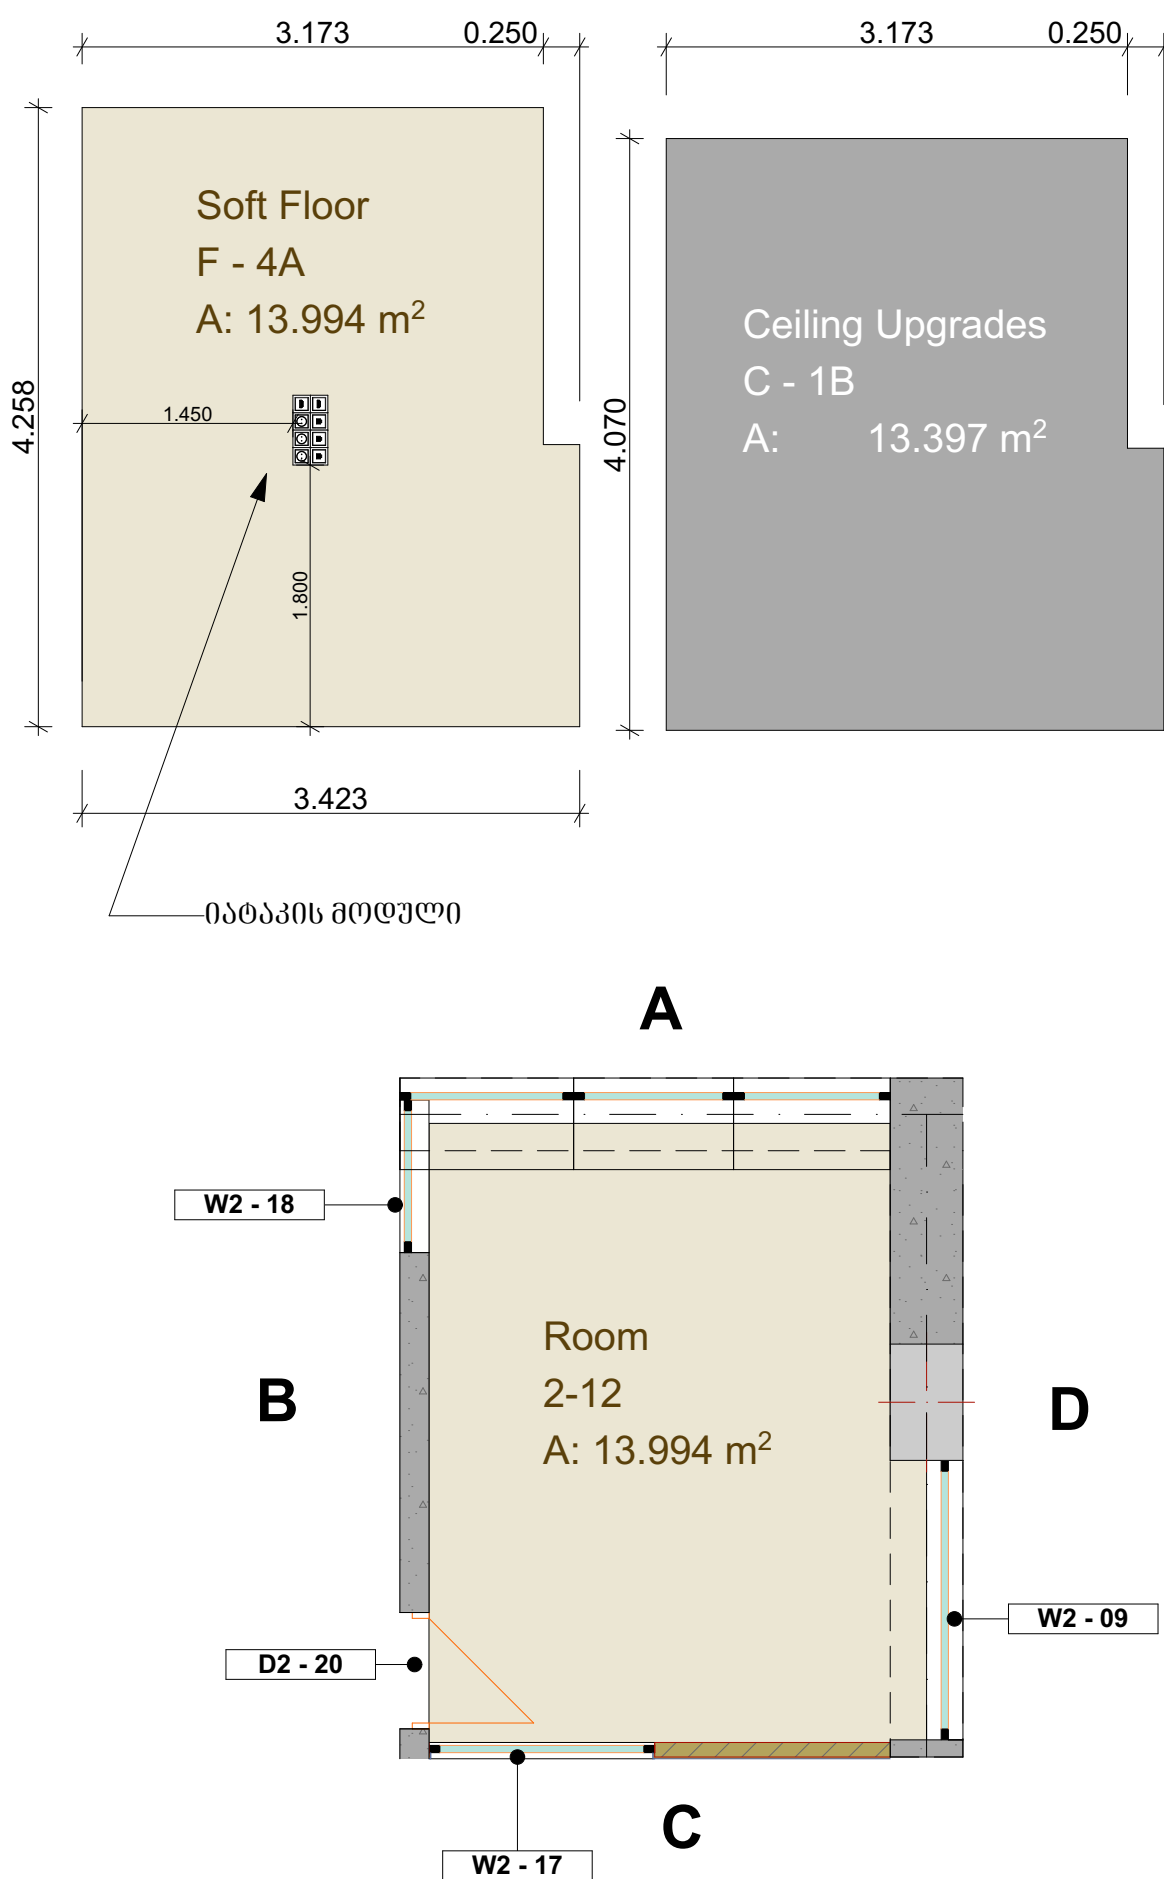 3.173 0.250
3.173 0.250
Soft Floor
F - 4A
A: 13.994 m²
4.258
1.450
1.800
3.423
Ceiling Upgrades
C - 1B
A: 13.397 m²
4.070
იატაკის მოდული
A
W2 - 18
Room
2-12
A: 13.994 m²
B
D
W2 - 09
D2 - 20
C
W2 - 17